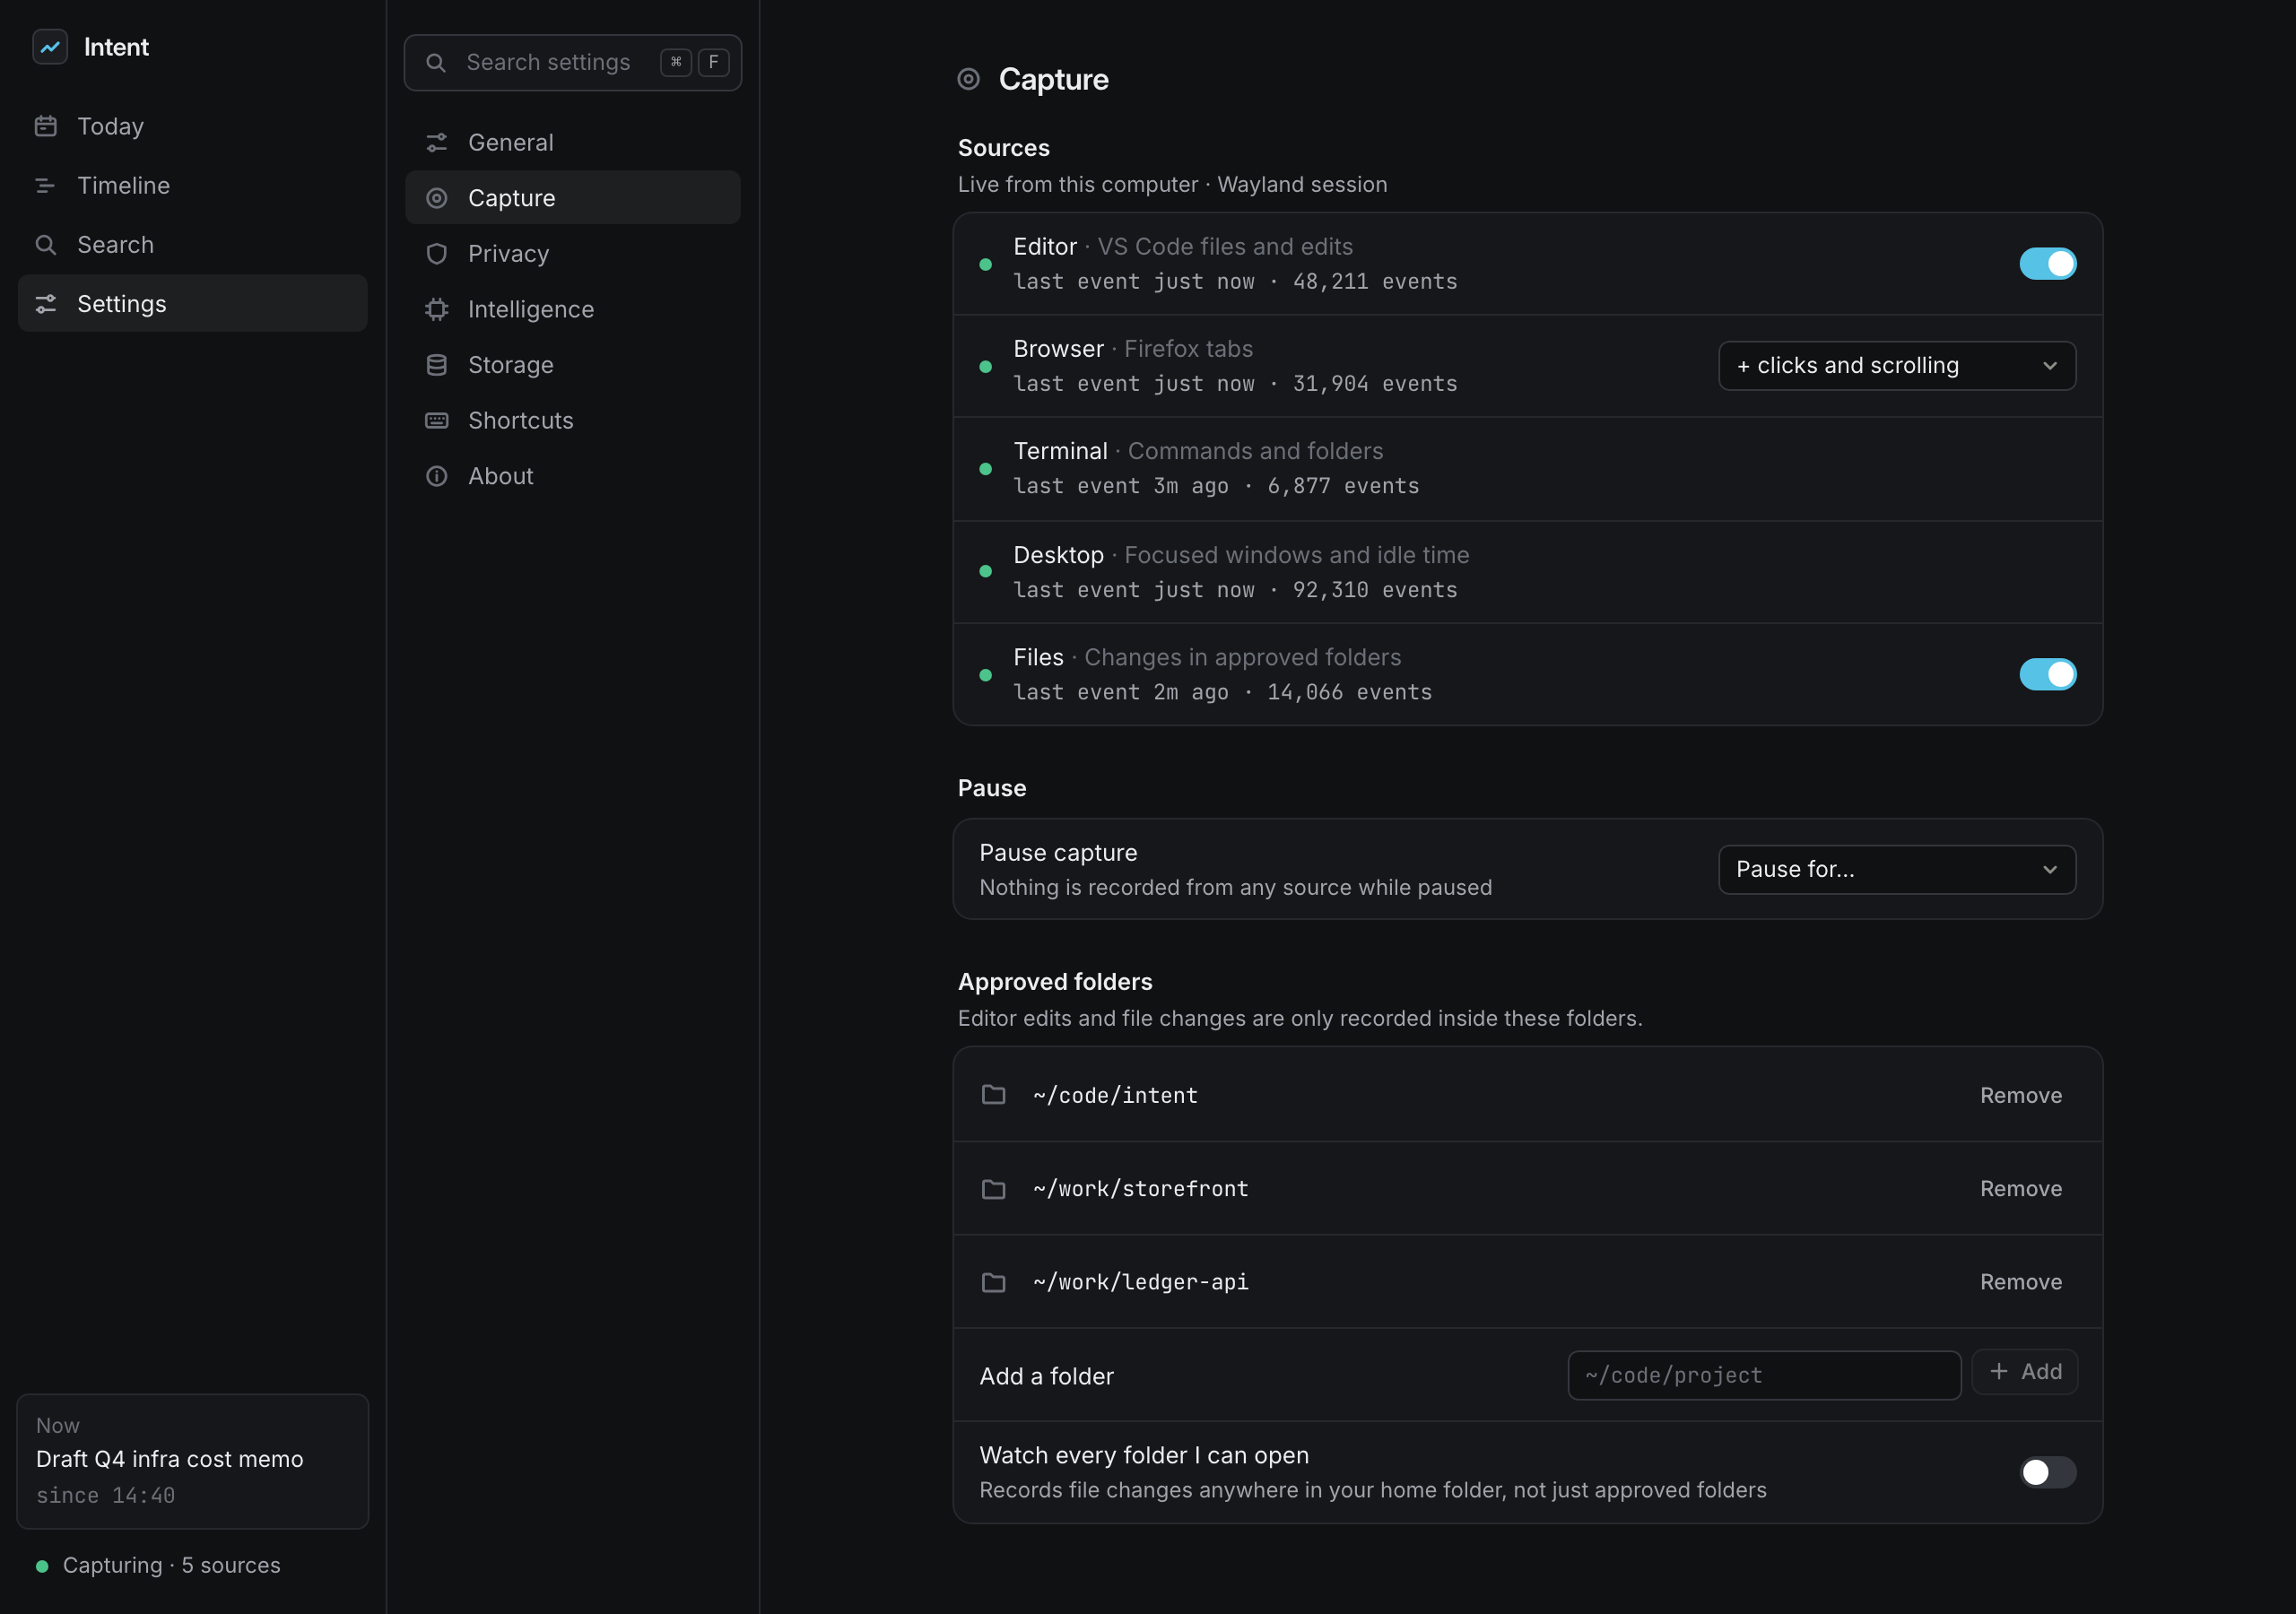 Intent
Today
Timeline
Search
Settings
Now
Draft Q4 infra cost memo
since 14:40
Capturing · 5 sources
Search settings ⌘ F
General
Capture
Privacy
Intelligence
Storage
Shortcuts
About
Capture
Sources
Live from this computer · Wayland session
Editor · VS Code files and edits
last event just now · 48,211 events
Browser · Firefox tabs
last event just now · 31,904 events
+ clicks and scrolling
Terminal · Commands and folders
last event 3m ago · 6,877 events
Desktop · Focused windows and idle time
last event just now · 92,310 events
Files · Changes in approved folders
last event 2m ago · 14,066 events
Pause
Pause capture
Nothing is recorded from any source while paused
Pause for...
Approved folders
Editor edits and file changes are only recorded inside these folders.
~/code/intent Remove
~/work/storefront Remove
~/work/ledger-api Remove
Add a folder ~/code/project + Add
Watch every folder I can open
Records file changes anywhere in your home folder, not just approved folders